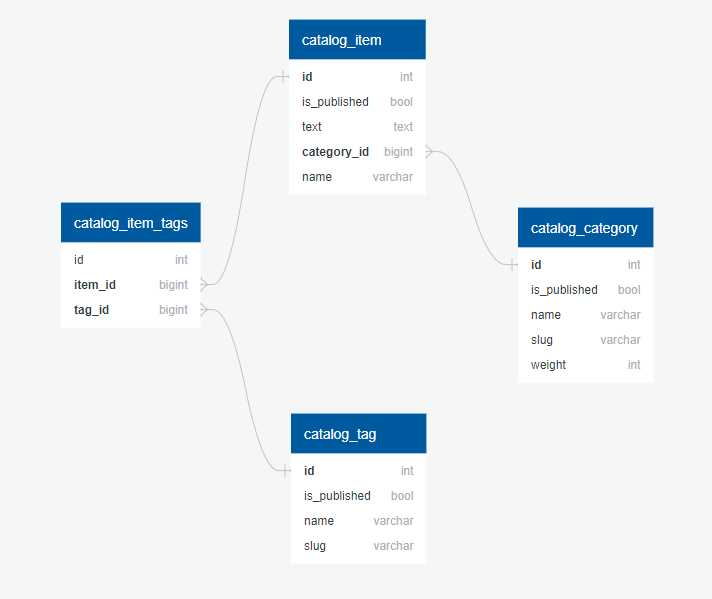 catalog_item
id int
is_published bool
text text
category_id bigint
name varchar
catalog_item_tags
id int
item_id bigint
tag_id bigint
catalog_category
id int
is_published bool
name varchar
slug varchar
weight int
catalog_tag
id int
is_published bool
name varchar
slug varchar